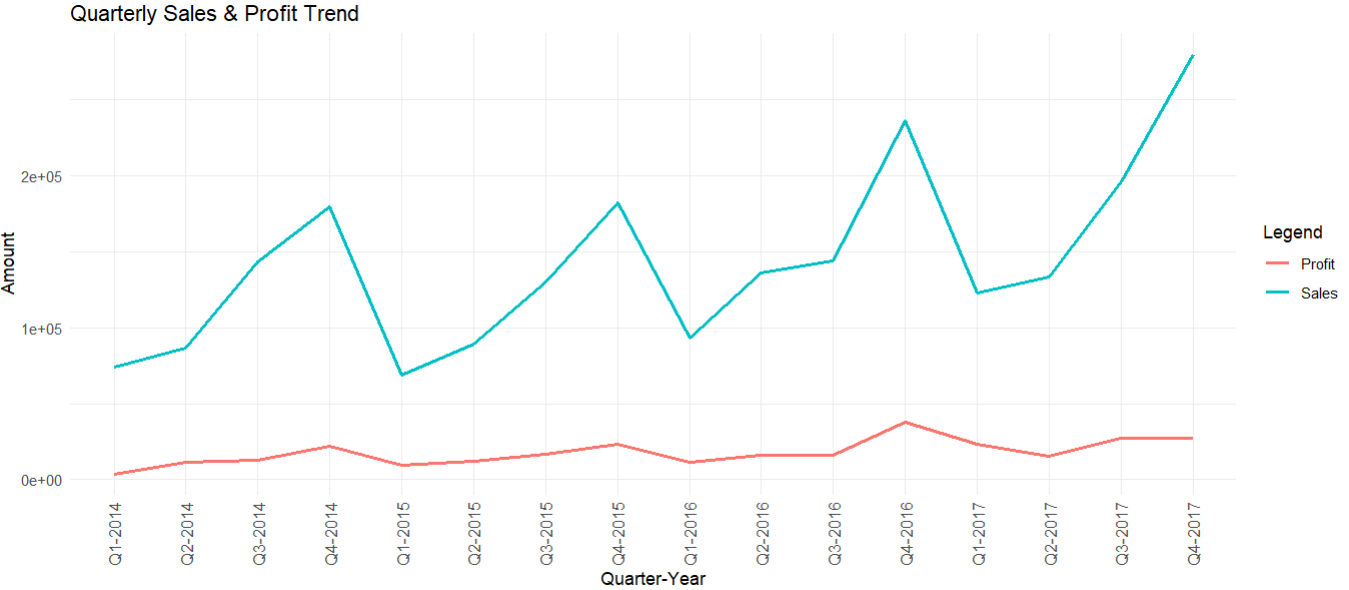 Quarterly Sales & Profit Trend
Amount
2e+05
1e+05
0e+00
Q1-2014
Q2-2014
Q3-2014
Q4-2014
Q1-2015
Q2-2015
Q3-2015
Q4-2015
Q1-2016
Q2-2016
Q3-2016
Q4-2016
Q1-2017
Q2-2017
Q3-2017
Q4-2017
Quarter-Year
Legend
Profit
Sales